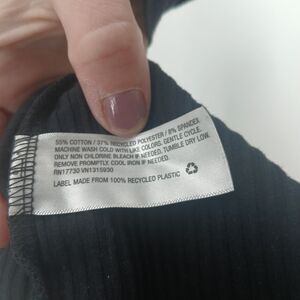 55% COTTON / 37% RECYCLED POLYESTER / 8% SPANDEX
MACHINE WASH COLD WITH LIKE COLORS. GENTLE CYCLE.
ONLY NON CHLORINE BLEACH IF NEEDED. TUMBLE DRY LOW.
REMOVE PROMPTLY. COOL IRON IF NEEDED.
RN17730 VN1315930
LABEL MADE FROM 100% RECYCLED PLASTIC